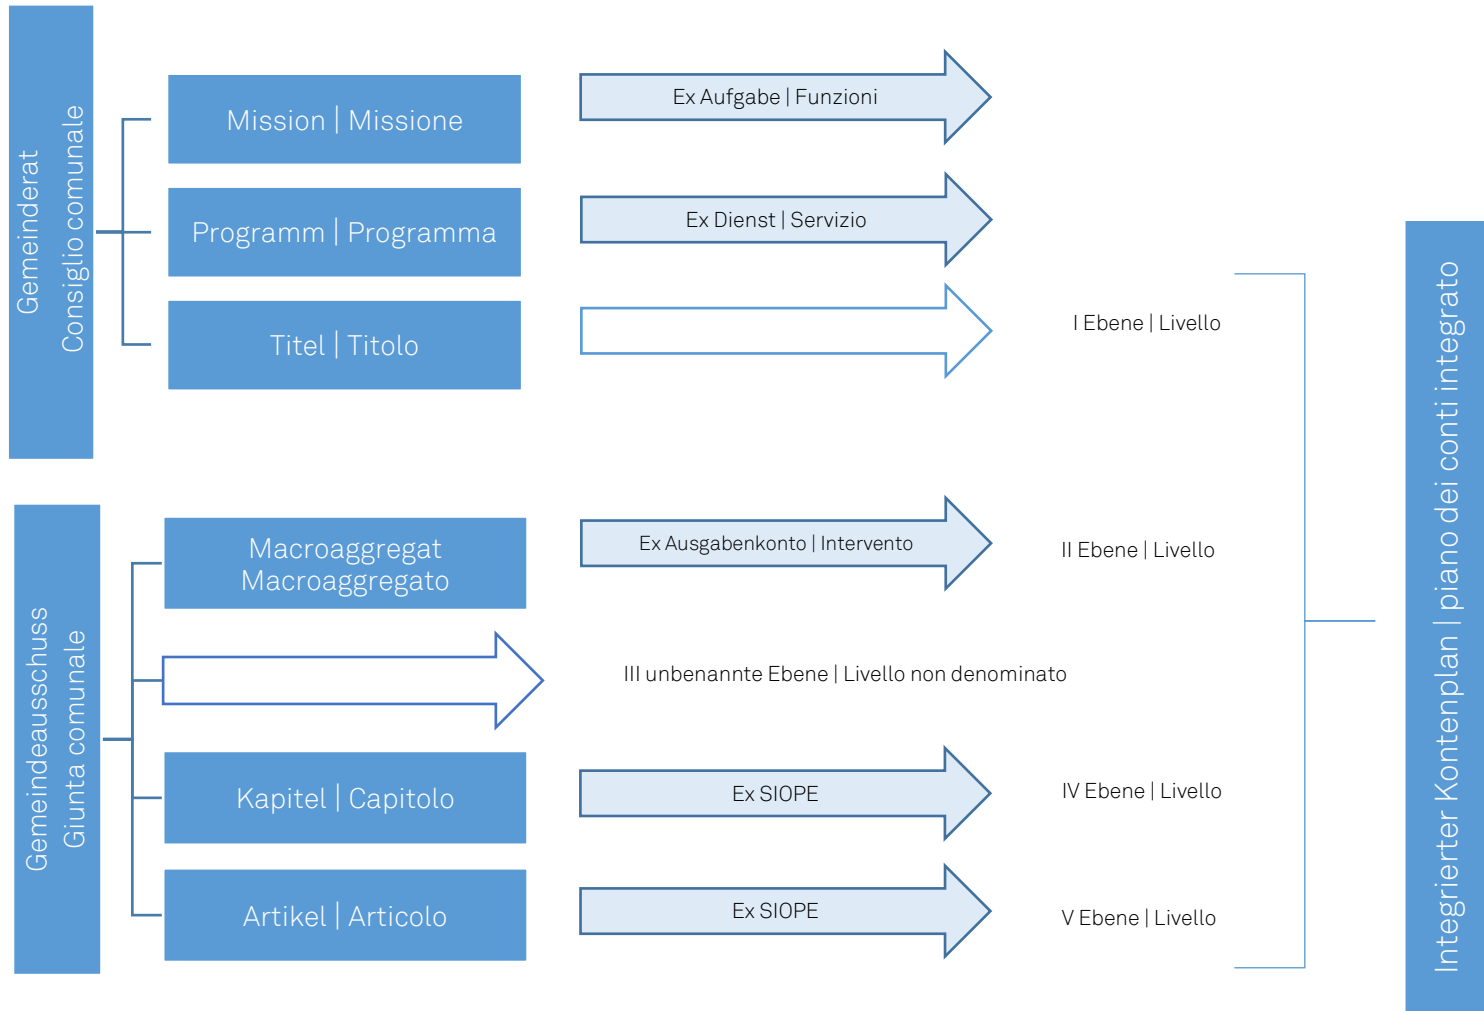 Gemeinderat
Consiglio comunale
Mission | Missione
Ex Aufgabe | Funzioni
Programm | Programma
Ex Dienst | Servizio
Titel | Titolo
I Ebene | Livello
Gemeindeausschuss
Giunta comunale
Macroaggregat
Macroaggregato
Ex Ausgabenkonto | Intervento
II Ebene | Livello
III unbenannte Ebene | Livello non denominato
Kapitel | Capitolo
Ex SIOPE
IV Ebene | Livello
Artikel | Articolo
Ex SIOPE
V Ebene | Livello
Integrierter Kontenplan | piano dei conti integrato